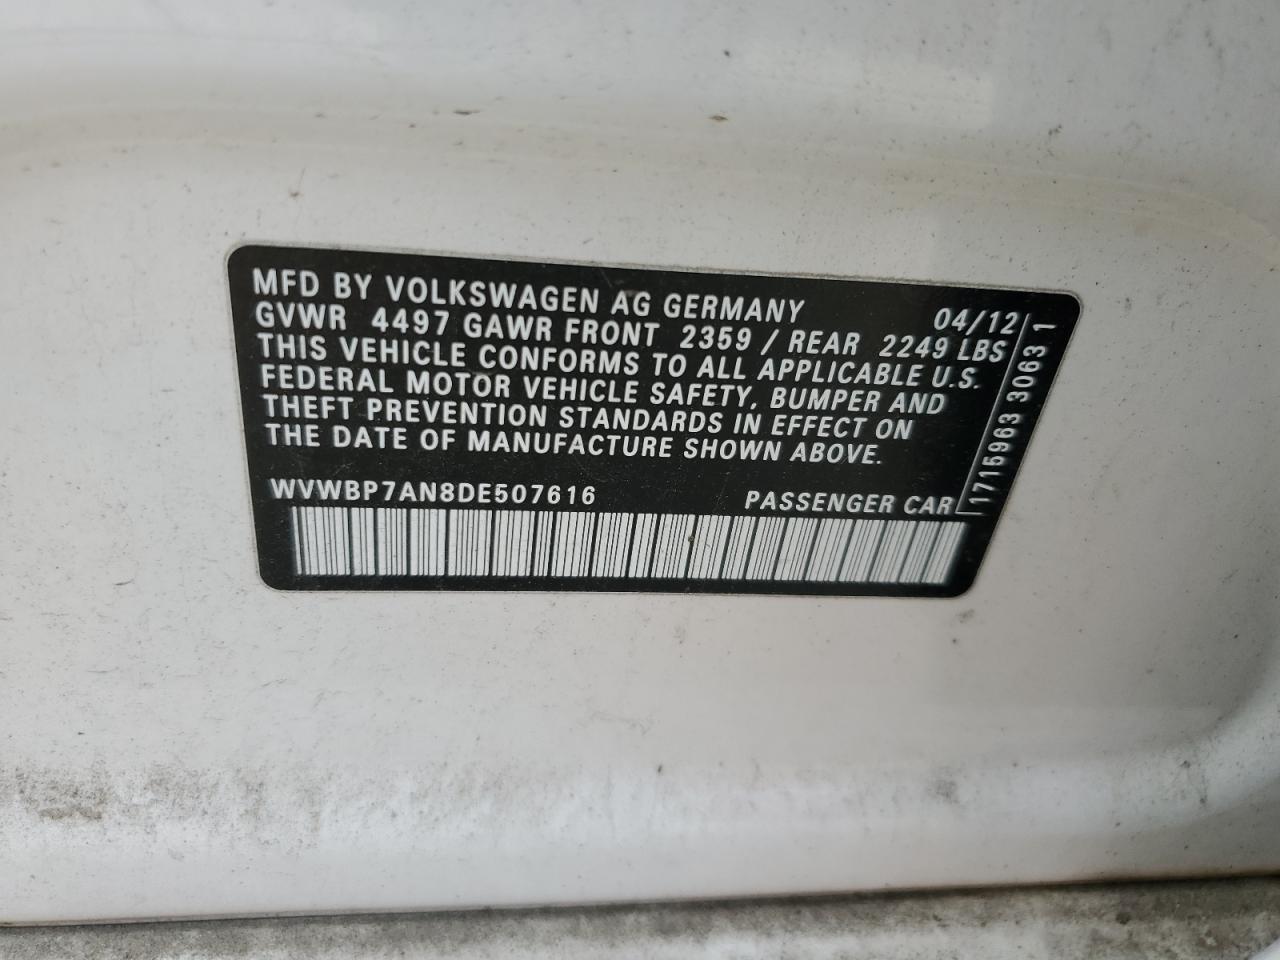 MFD BY VOLKSWAGEN AG GERMANY 04/12
GVWR 4497 GAWR FRONT 2359 / REAR 2249 LBS
THIS VEHICLE CONFORMS TO ALL APPLICABLE U.S.
FEDERAL MOTOR VEHICLE SAFETY, BUMPER AND
THEFT PREVENTION STANDARDS IN EFFECT ON
THE DATE OF MANUFACTURE SHOWN ABOVE.
WVWBP7AN8DE507616 PASSENGER CAR
1715963 3063 1